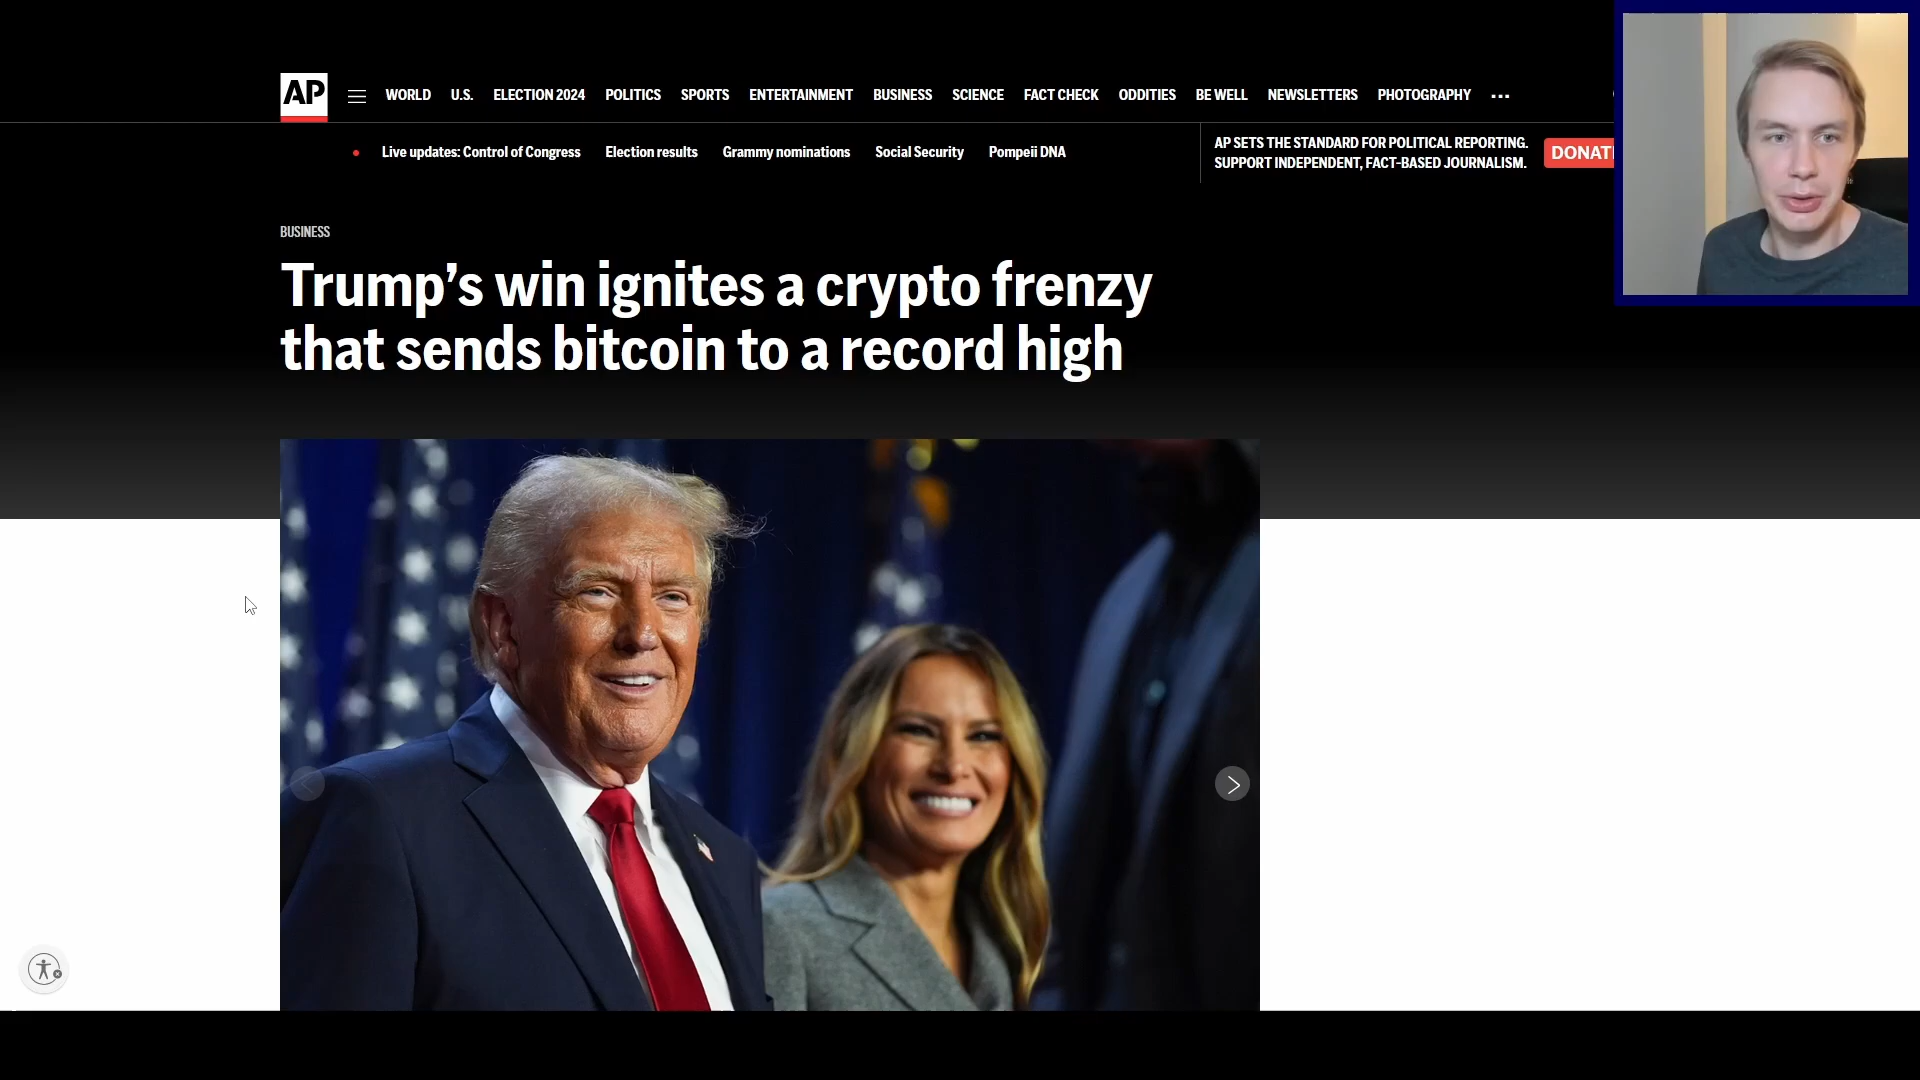 AP
WORLD U.S. ELECTION 2024 POLITICS SPORTS ENTERTAINMENT BUSINESS SCIENCE FACT CHECK ODDITIES BE WELL NEWSLETTERS PHOTOGRAPHY ...
Live updates: Control of Congress Election results Grammy nominations Social Security Pompeii DNA
AP SETS THE STANDARD FOR POLITICAL REPORTING.
SUPPORT INDEPENDENT, FACT-BASED JOURNALISM.
DONAT
BUSINESS
Trump’s win ignites a crypto frenzy
that sends bitcoin to a record high